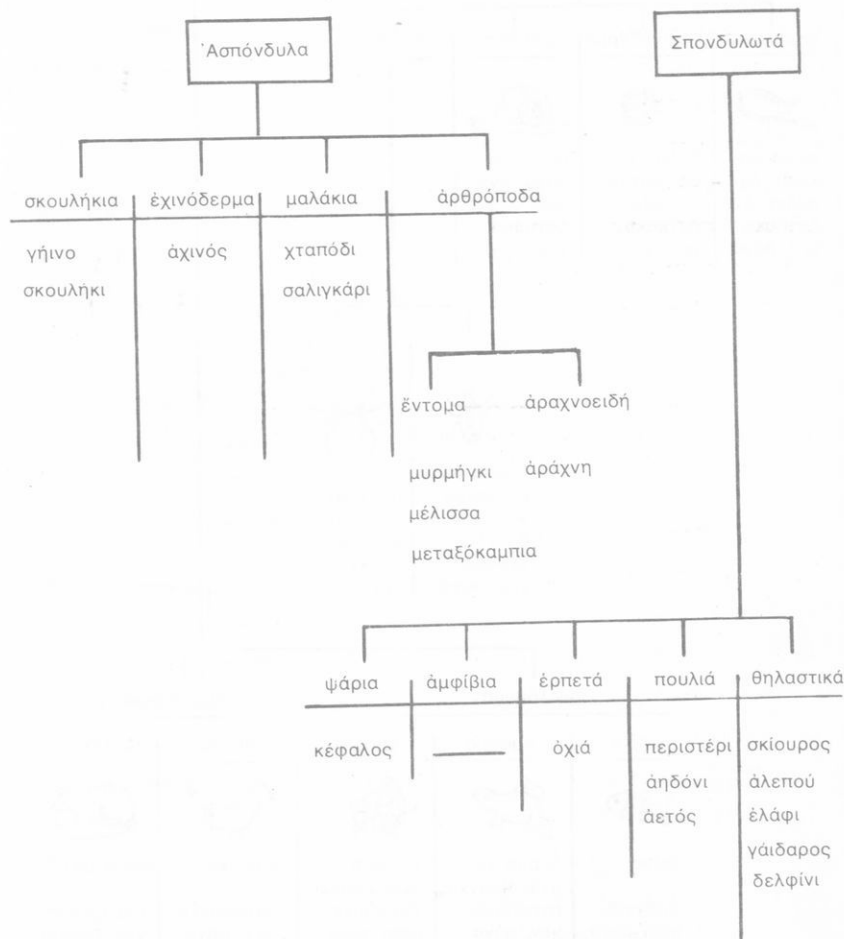 Ἀσπόνδυλα
Σπονδυλωτά
σκουλήκια ἐχινόδερμα μαλάκια ἀρθρόποδα
γήινο ἀχινός χταπόδι
σκουλήκι σαλιγκάρι
ἔντομα ἀραχνοειδή
μυρμήγκι ἀράχνη
μέλισσα
μεταξόκαμπια
ψάρια ἀμφίβια ἑρπετά πουλιά θηλαστικά
κέφαλος ὀχιά περιστέρι σκίουρος
ἀηδόνι ἀλεπού
ἀετός ἐλάφι
γάιδαρος
δελφίνι